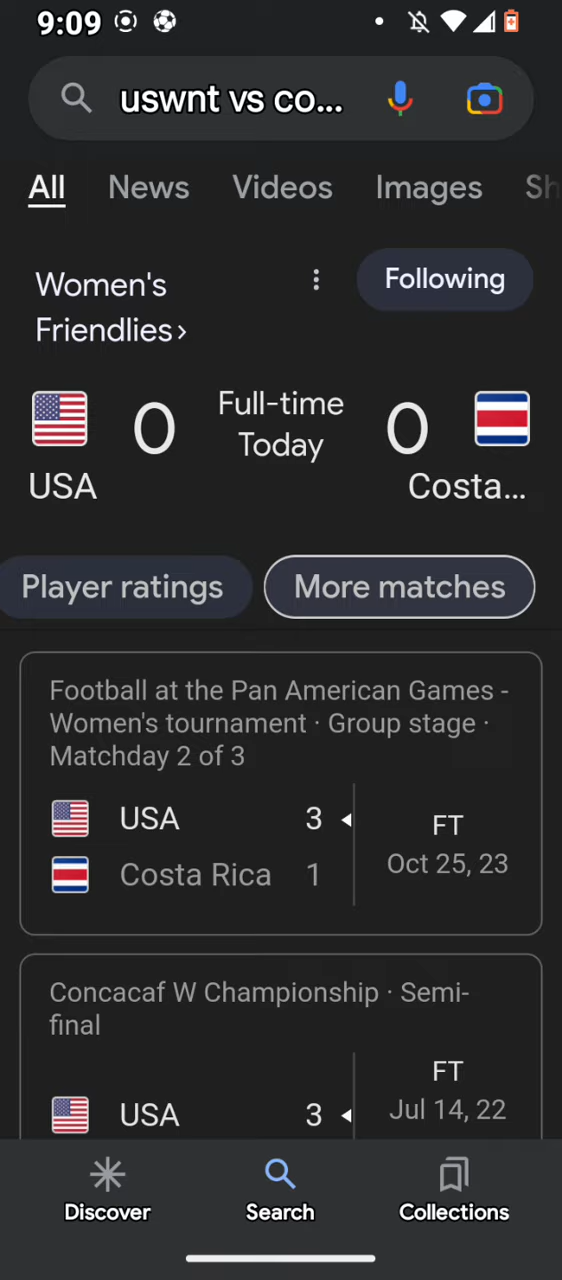 9:09
uswnt vs co...
All News Videos Images Sh
Women's
Friendlies ›
Following
USA 0 Full-time
Today 0 Costa...
Player ratings More matches
Football at the Pan American Games -
Women's tournament · Group stage ·
Matchday 2 of 3
USA 3
Costa Rica 1
FT
Oct 25, 23
Concacaf W Championship · Semi-
final
USA 3
FT
Jul 14, 22
Discover Search Collections